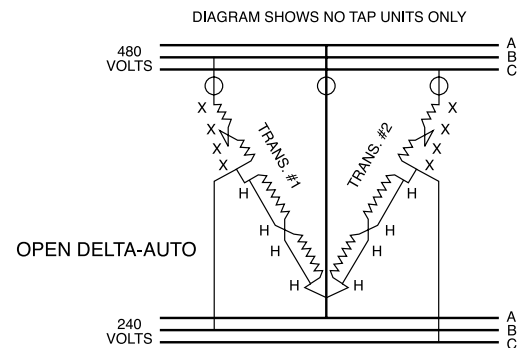 DIAGRAM SHOWS NO TAP UNITS ONLY
480
VOLTS
A
B
C
X
X
X
X
TRANS. #1
TRANS. #2
X
X
X
X
H
H
H
H
H
H
H
H
OPEN DELTA-AUTO
240
VOLTS
A
B
C